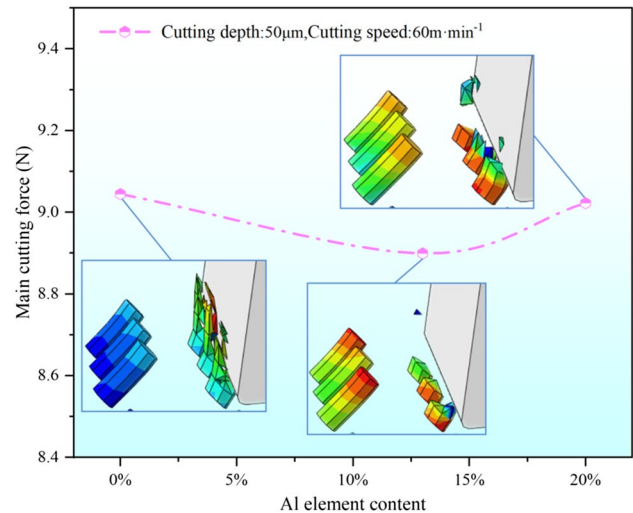 Cutting depth:50μm,Cutting speed:60m·min⁻¹
Main cutting force (N)
9.4
9.2
9.0
8.8
8.6
8.4
0% 5% 10% 15% 20%
Al element content